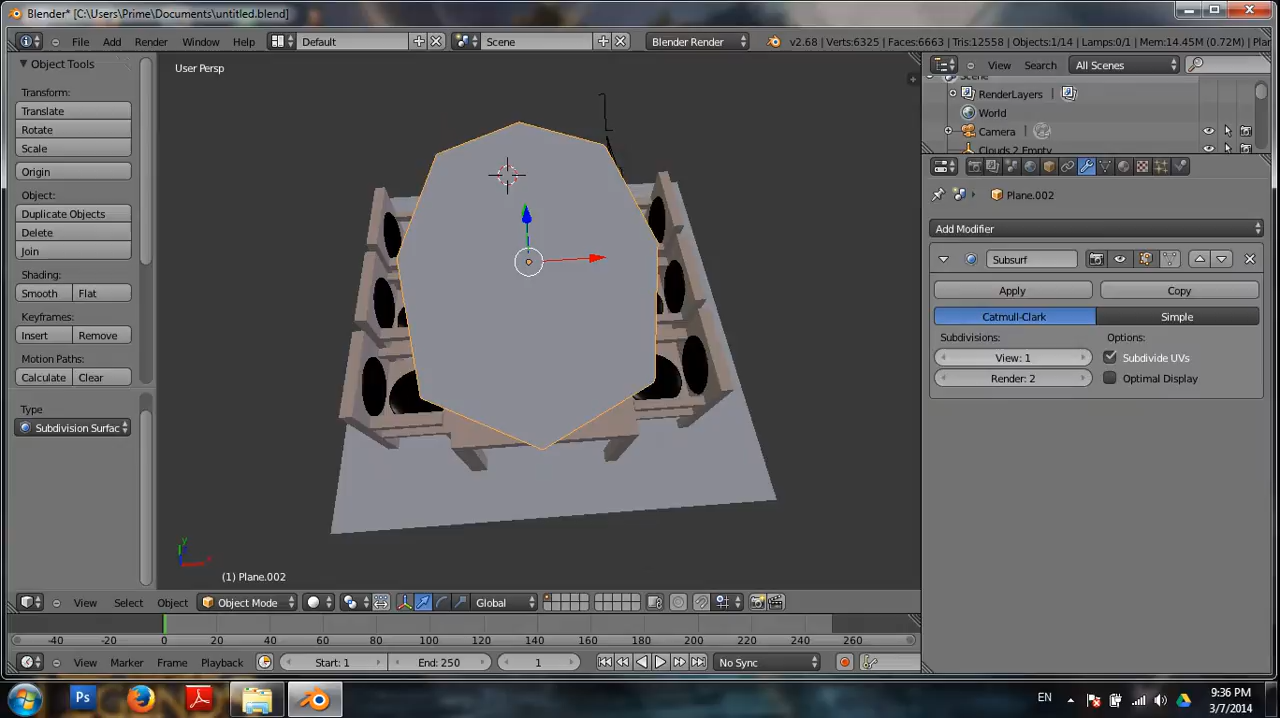 Blender* [C:\Users\Prime\Documents\untitled.blend]
File Add Render Window Help Default Scene Blender Render v2.68 | Verts:6325 | Faces:6663 | Tris:12558 | Objects:1/14 | Lamps:0/1 | Mem:14.45M (0.72M) | Plan
Object Tools
Transform:
Translate
Rotate
Scale
Origin
Object:
Duplicate Objects
Delete
Join
Shading:
Smooth Flat
Keyframes:
Insert Remove
Motion Paths:
Calculate Clear
Type
Subdivision Surfac
User Persp
(1) Plane.002
View Search All Scenes
Scene
RenderLayers
World
Camera
Clouds 2 Empty
Plane.002
Add Modifier
Subsurf
Apply Copy
Catmull-Clark Simple
Subdivisions: Options:
View: 1 Subdivide UVs
Render: 2 Optimal Display
View Select Object Object Mode Global
-40 -20 0 20 40 60 80 100 120 140 160 180 200 220 240 260
View Marker Frame Playback Start: 1 End: 250 1 No Sync
Ps EN 9:36 PM
3/7/2014